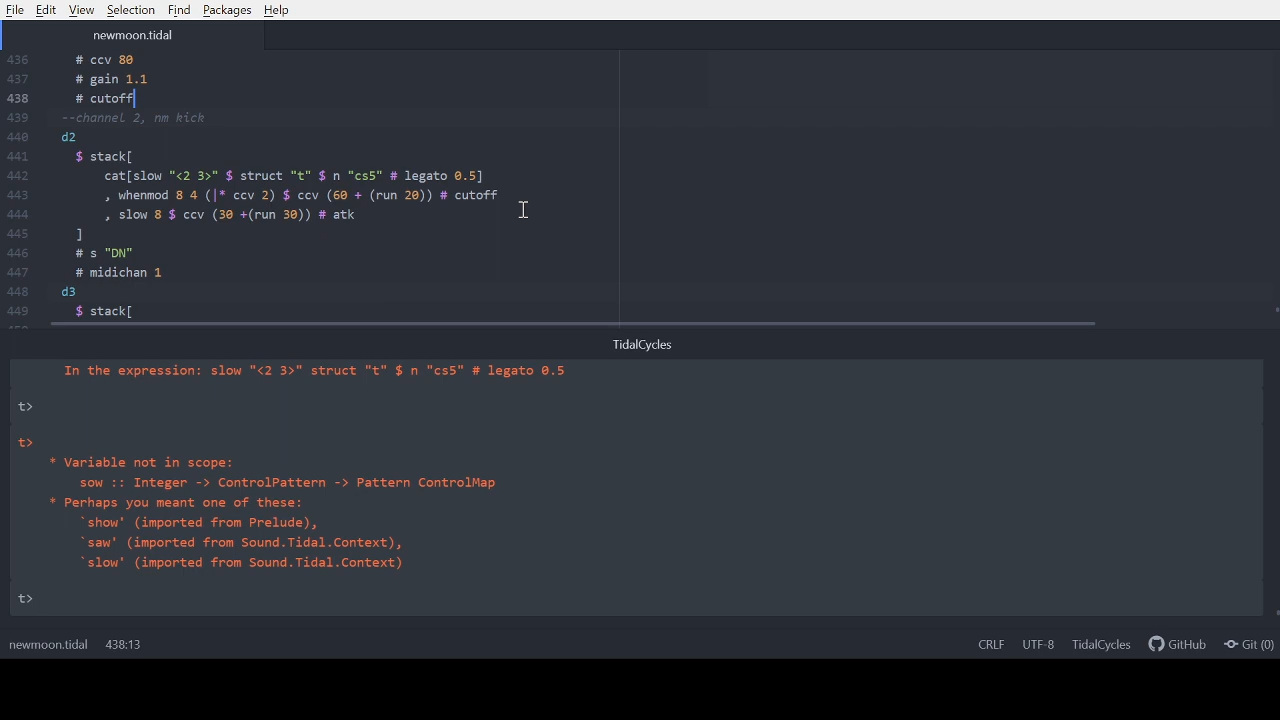 File Edit View Selection Find Packages Help
newmoon.tidal
436 # ccv 80
437 # gain 1.1
438 # cutoff
439 --channel 2, nm kick
440 d2
441 $ stack[
442 cat[slow "<2 3>" $ struct "t" $ n "cs5" # legato 0.5]
443 , whenmod 8 4 (|* ccv 2) $ ccv (60 + (run 20)) # cutoff
444 , slow 8 $ ccv (30 +(run 30)) # atk
445 ]
446 # s "DN"
447 # midichan 1
448 d3
449 $ stack[
TidalCycles
In the expression: slow "<2 3>" struct "t" $ n "cs5" # legato 0.5
t>
t>
* Variable not in scope:
sow :: Integer -> ControlPattern -> Pattern ControlMap
* Perhaps you meant one of these:
`show' (imported from Prelude),
`saw' (imported from Sound.Tidal.Context),
`slow' (imported from Sound.Tidal.Context)
t>
newmoon.tidal 438:13 CRLF UTF-8 TidalCycles GitHub Git (0)